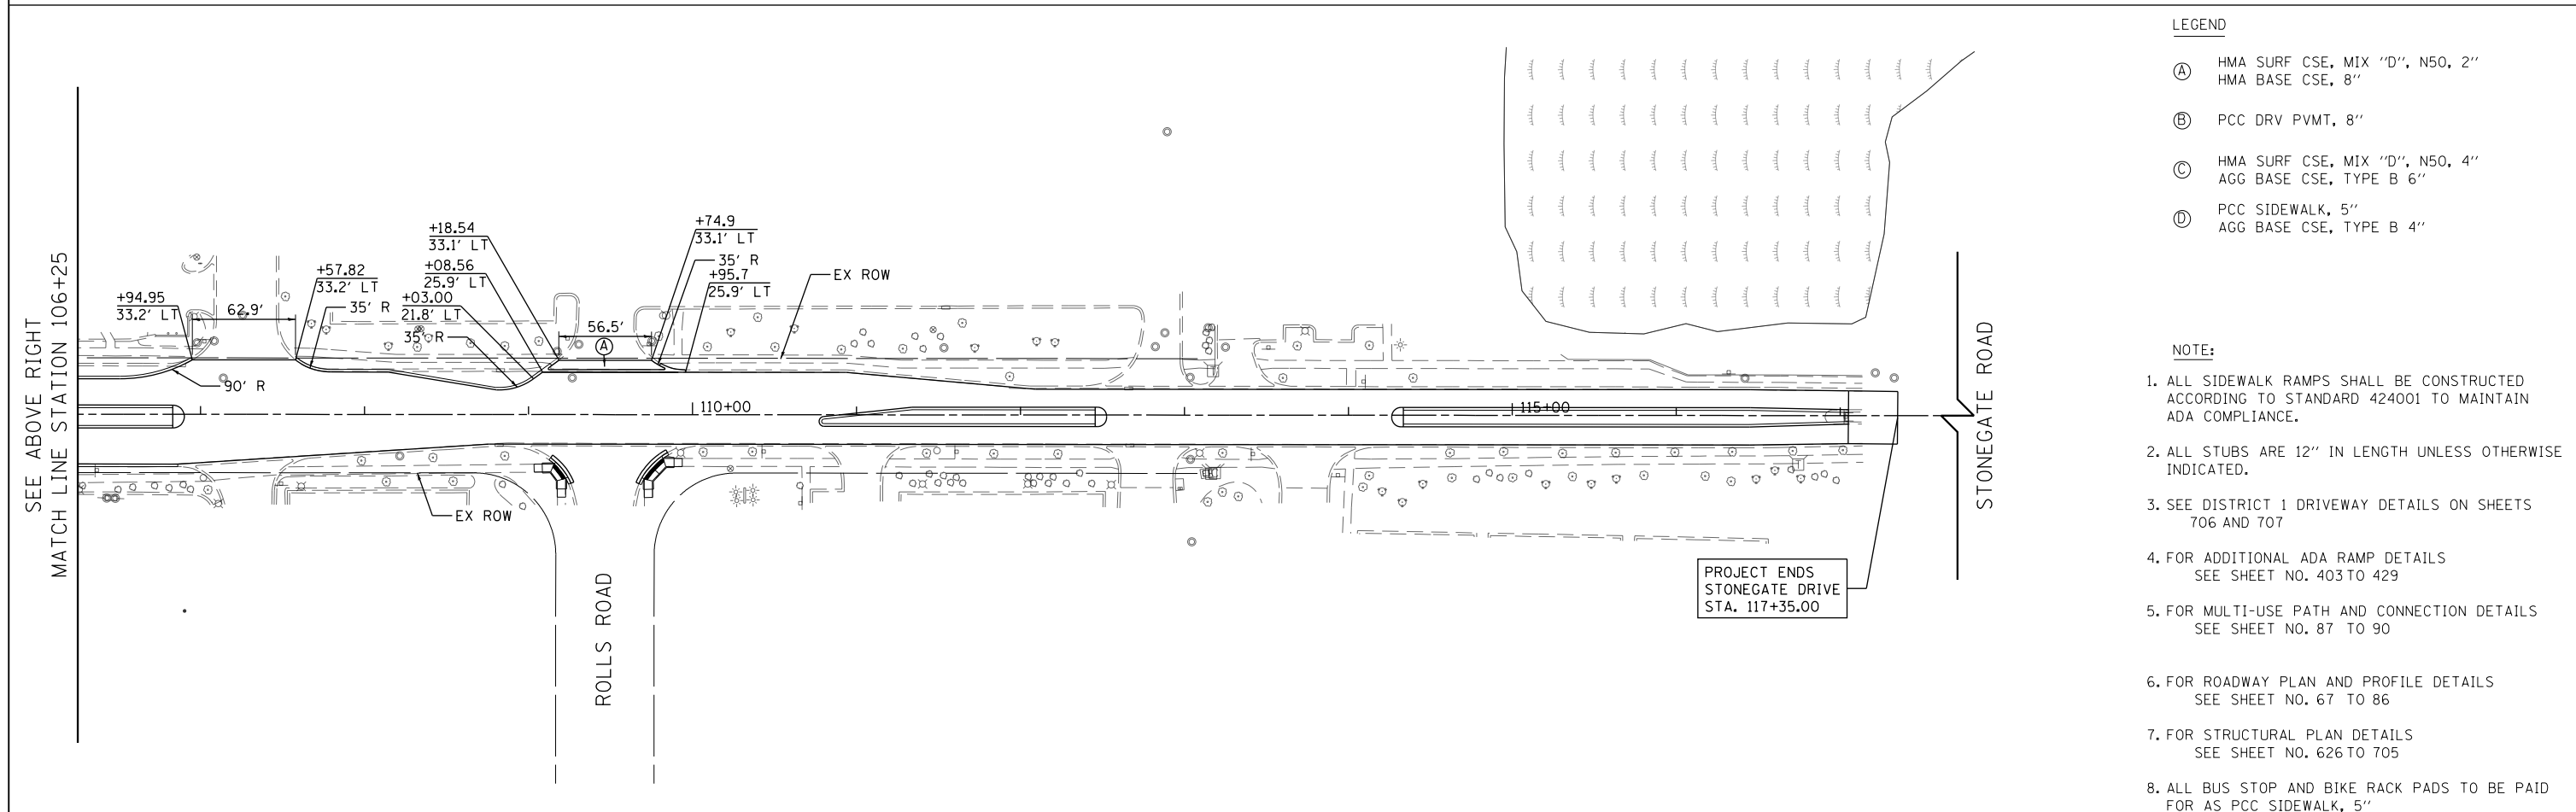 SEE ABOVE RIGHT
MATCH LINE STATION 106+25
+94.95
33.2' LT
62.9'
90' R
+57.82
33.2' LT
35' R
+18.54
33.1' LT
+08.56
25.9' LT
+03.00
21.8' LT
35' R
56.5'
A
+74.9
33.1' LT
35' R
+95.7
25.9' LT
EX ROW
110+00
115+00
EX ROW
ROLLS ROAD
PROJECT ENDS
STONEGATE DRIVE
STA. 117+35.00
STONEGATE ROAD
LEGEND
A HMA SURF CSE, MIX "D", N50, 2"
HMA BASE CSE, 8"
B PCC DRV PVMT, 8"
C HMA SURF CSE, MIX "D", N50, 4"
AGG BASE CSE, TYPE B 6"
D PCC SIDEWALK, 5"
AGG BASE CSE, TYPE B 4"
NOTE:
1. ALL SIDEWALK RAMPS SHALL BE CONSTRUCTED
ACCORDING TO STANDARD 424001 TO MAINTAIN
ADA COMPLIANCE.
2. ALL STUBS ARE 12" IN LENGTH UNLESS OTHERWISE
INDICATED.
3. SEE DISTRICT 1 DRIVEWAY DETAILS ON SHEETS
706 AND 707
4. FOR ADDITIONAL ADA RAMP DETAILS
SEE SHEET NO. 403 TO 429
5. FOR MULTI-USE PATH AND CONNECTION DETAILS
SEE SHEET NO. 87 TO 90
6. FOR ROADWAY PLAN AND PROFILE DETAILS
SEE SHEET NO. 67 TO 86
7. FOR STRUCTURAL PLAN DETAILS
SEE SHEET NO. 626 TO 705
8. ALL BUS STOP AND BIKE RACK PADS TO BE PAID
FOR AS PCC SIDEWALK, 5"